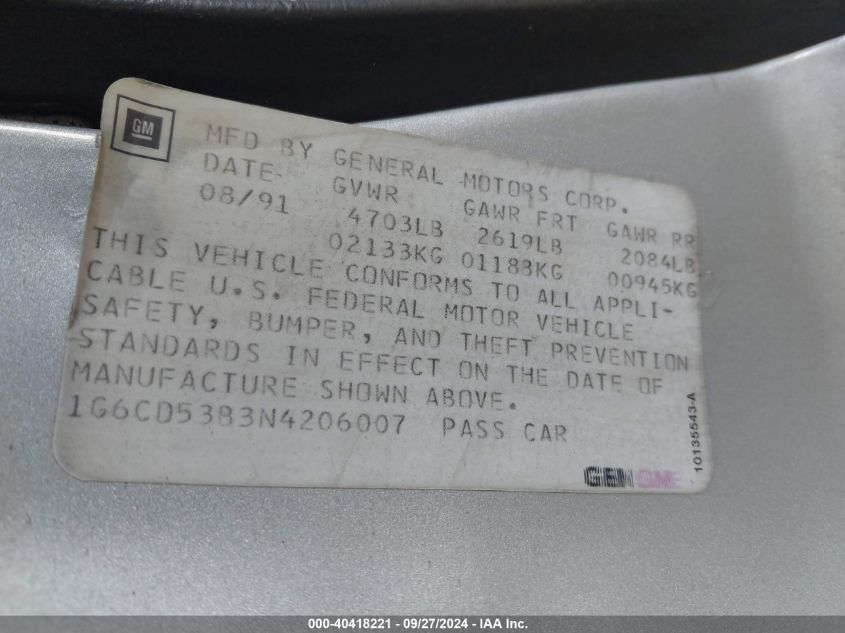 GM
MFD BY GENERAL MOTORS CORP.
DATE GVWR GAWR FRT GAWR RR
08/91 4703LB 2619LB 2084LB
02133KG 01188KG 00945KG
THIS VEHICLE CONFORMS TO ALL APPLI-
CABLE U.S. FEDERAL MOTOR VEHICLE
SAFETY, BUMPER, AND THEFT PREVENTION
STANDARDS IN EFFECT ON THE DATE OF
MANUFACTURE SHOWN ABOVE.
1G6CD53B3N4206007 PASS CAR
10135543-A
000-40418221 - 09/27/2024 - IAA Inc.